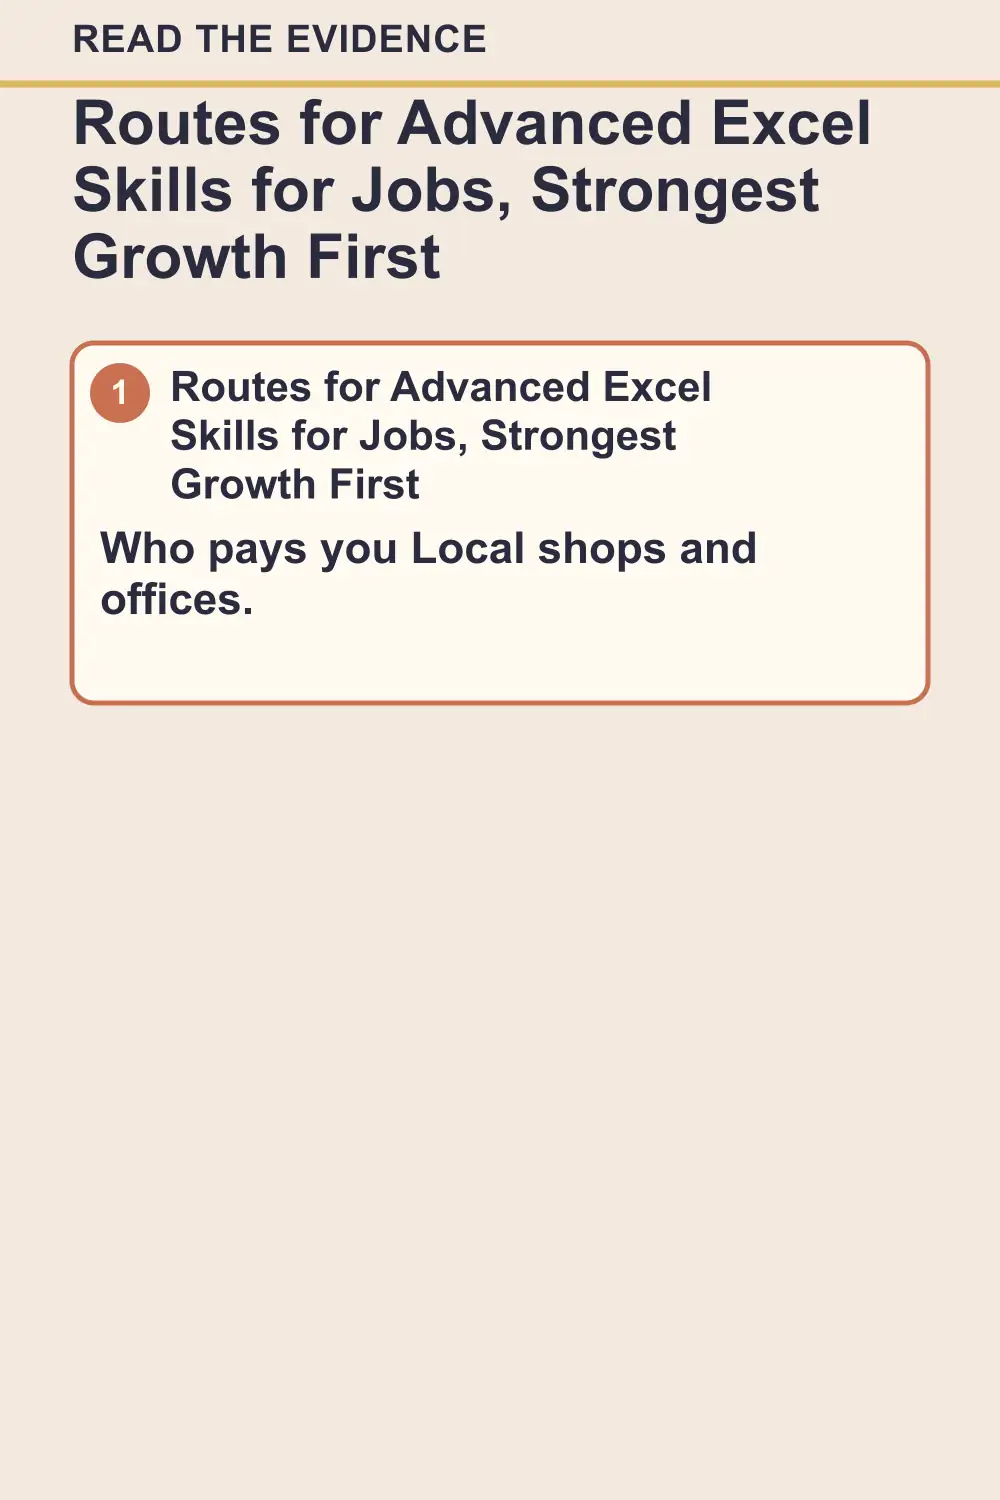 READ THE EVIDENCE
Routes for Advanced Excel
Skills for Jobs, Strongest
Growth First
1
Routes for Advanced Excel
Skills for Jobs, Strongest
Growth First
Who pays you Local shops and
offices.